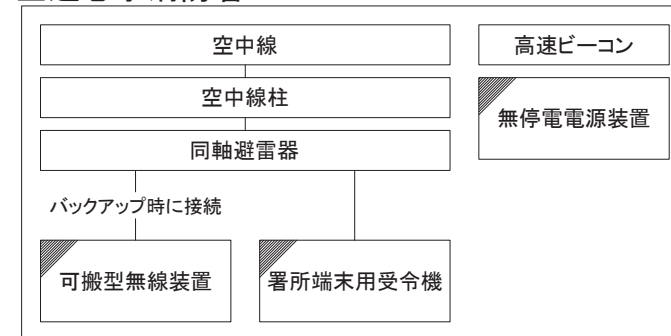 空中線
高速ビーコン
空中線柱
無停電電源装置
同軸避雷器
バックアップ時に接続
可搬型無線装置
署所端末用受令機